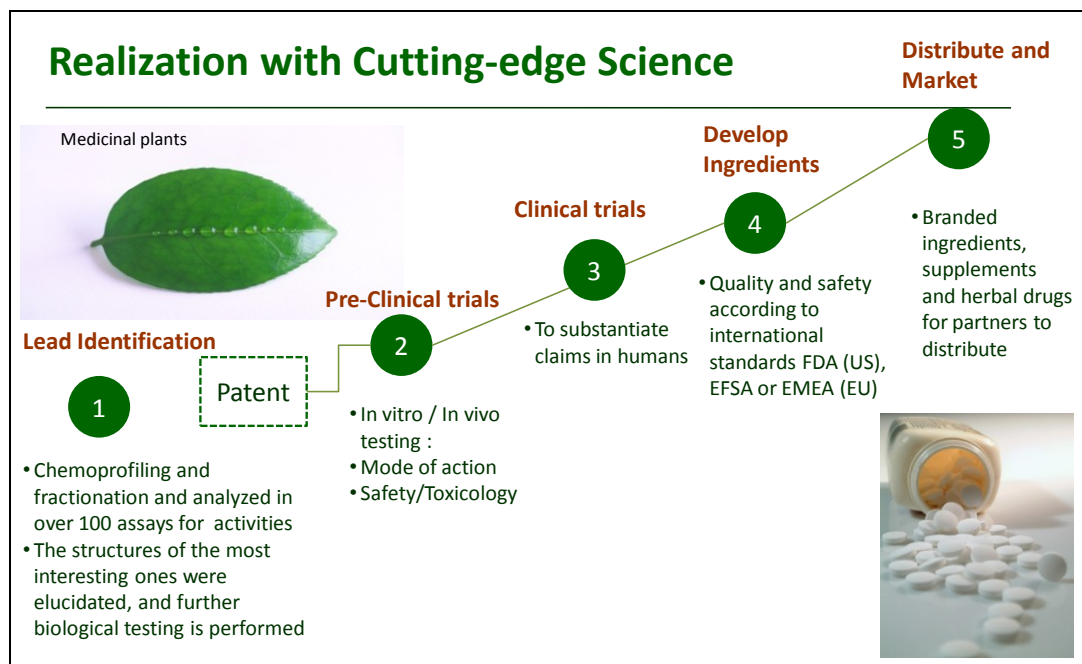 Realization with Cutting-edge Science
Medicinal plants
Lead Identification
1
• Chemoprofiling and
fractionation and analyzed in
over 100 assays for activities
• The structures of the most
interesting ones were
elucidated, and further
biological testing is performed
Patent
Pre-Clinical trials
2
• In vitro / In vivo
testing :
• Mode of action
• Safety/Toxicology
Clinical trials
3
• To substantiate
claims in humans
Develop
Ingredients
4
• Quality and safety
according to
international
standards FDA (US),
EFSA or EMEA (EU)
Distribute and
Market
5
• Branded
ingredients,
supplements
and herbal drugs
for partners to
distribute